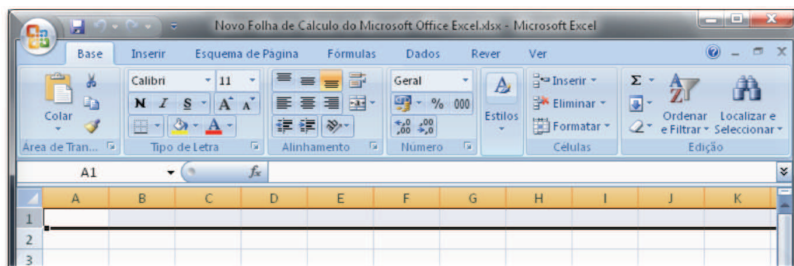 Novo Folha de Calculo do Microsoft Office Excel.xlsx - Microsoft Excel
Base Inserir Esquema de Página Fórmulas Dados Rever Ver
Calibri 11 Geral Inserir Σ
Colar N I S A A % 000 Estilos Eliminar Ordenar e Filtrar Localizar e Seleccionar
A ,00 ,00 Formatar
Área de Tran... Tipo de Letra Alinhamento Número Células Edição
A1 fx
A B C D E F G H I J K
1
2
3